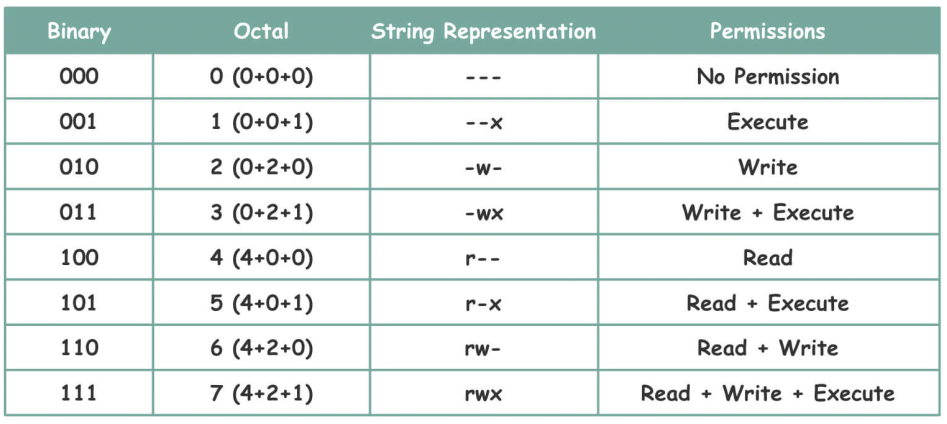 Binary Octal String Representation Permissions
000 0 (0+0+0) --- No Permission
001 1 (0+0+1) --x Execute
010 2 (0+2+0) -w- Write
011 3 (0+2+1) -wx Write + Execute
100 4 (4+0+0) r-- Read
101 5 (4+0+1) r-x Read + Execute
110 6 (4+2+0) rw- Read + Write
111 7 (4+2+1) rwx Read + Write + Execute